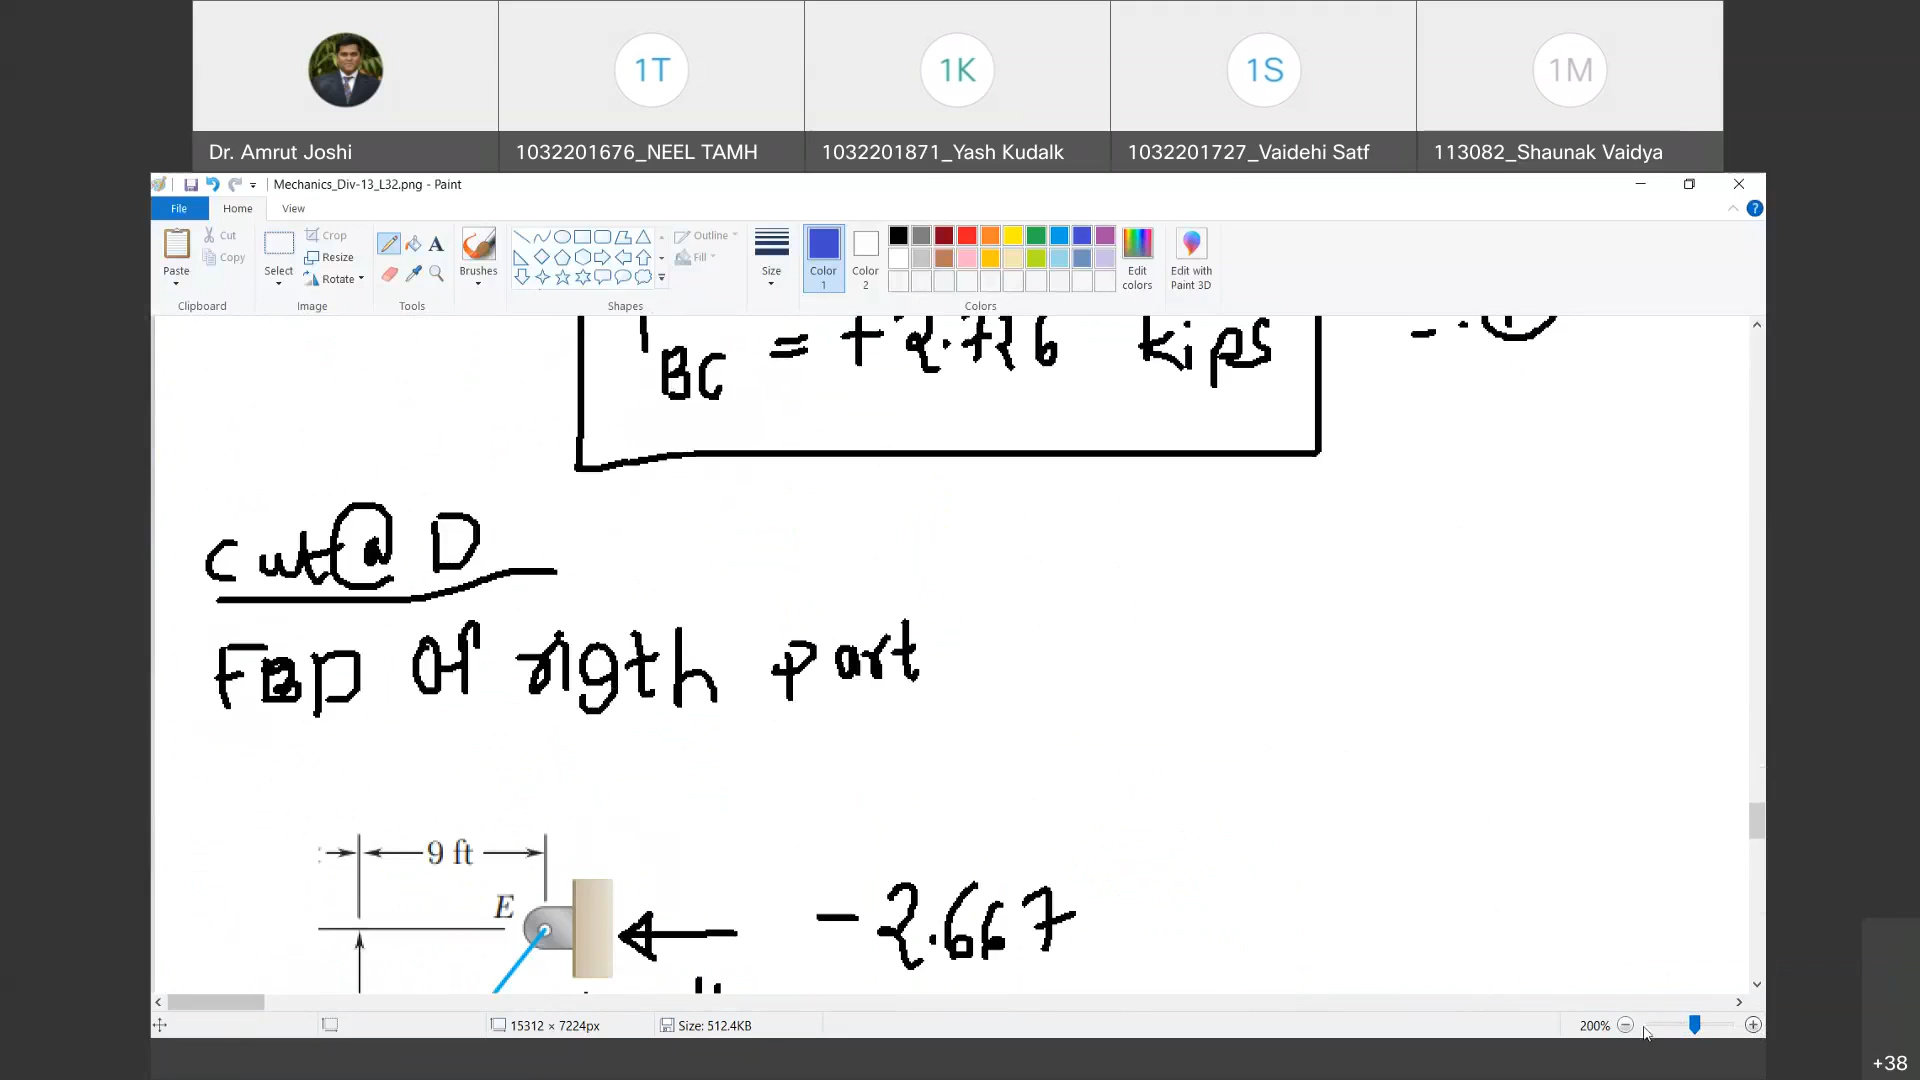 1T
1K
1S
1M
Dr. Amrut Joshi
1032201676_NEEL TAMH
1032201871_Yash Kudalk
1032201727_Vaidehi Satf
113082_Shaunak Vaidya
Mechanics_Div-13_L32.png - Paint
File Home View
Paste
Cut
Copy
Clipboard
Select
Crop
Resize
Rotate
Image
A
Tools
Brushes
Outline
Fill
Shapes
Size
Color 1
Color 2
Edit colors
Colors
Edit with Paint 3D
BC = +2.726 kips
Cut@ D
FBD Of rigth part
9 ft
E
-2.667
15312 × 7224px
Size: 512.4KB
200%
+38